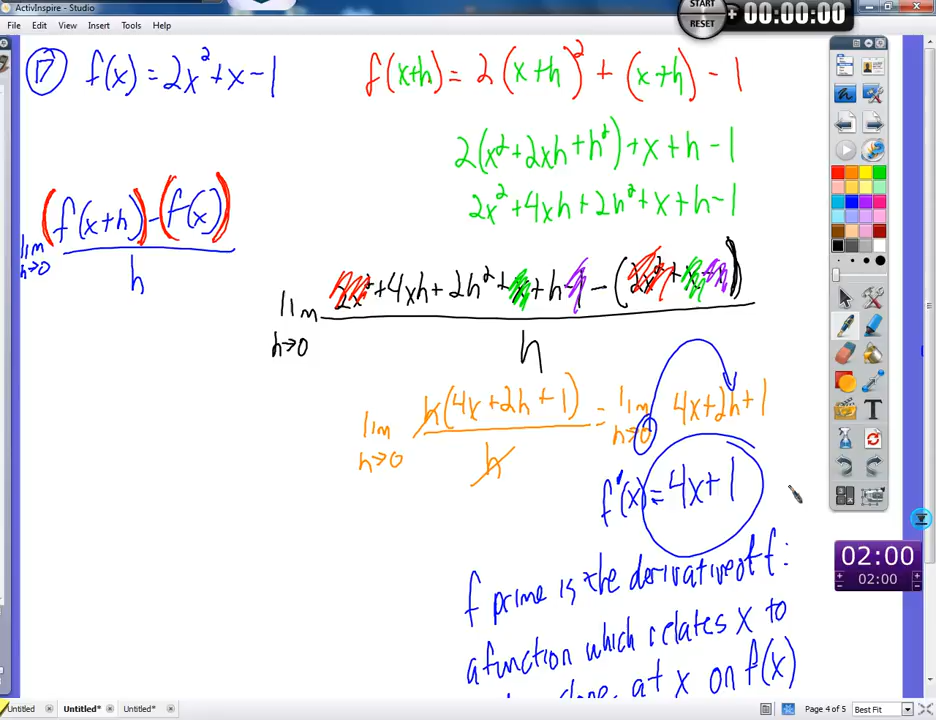 ActivInspire - Studio
START
RESET
+ 00:00:00
File Edit View Insert Tools Help
17 f(x) = 2x² + x - 1
f(x+h) = 2(x+h)² + (x+h) - 1
2(x² + 2xh + h²) + x + h - 1
2x² + 4xh + 2h² + x + h - 1
lim h→0 (f(x+h)) - (f(x)) / h
lim h→0 2x² + 4xh + 2h² + x + h - 1 - (2x² + x - 1) / h
lim h→0 h(4x + 2h + 1) / h = lim h→0 4x + 2h + 1
f'(x) = 4x + 1
f prime is the derivative of f:
a function which relates x to
slope at x on f(x)
T
02:00
02:00
Untitled Untitled* Untitled* Page 4 of 5 Best Fit